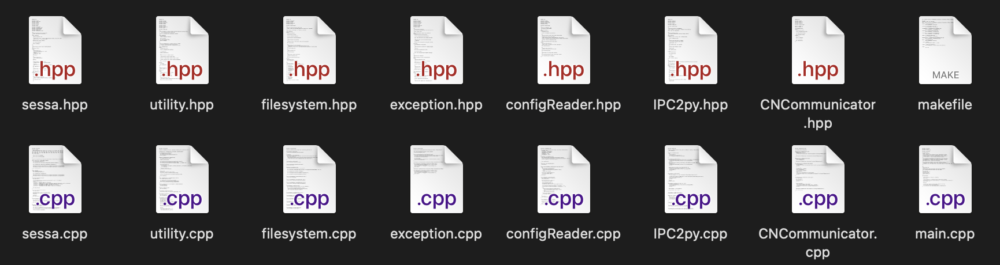 .hpp
.hpp
.hpp
.hpp
.hpp
.hpp
.hpp
MAKE
sessa.hpp
utility.hpp
filesystem.hpp
exception.hpp
configReader.hpp
IPC2py.hpp
CNCommunicator
.hpp
makefile
.cpp
.cpp
.cpp
.cpp
.cpp
.cpp
.cpp
.cpp
sessa.cpp
utility.cpp
filesystem.cpp
exception.cpp
configReader.cpp
IPC2py.cpp
CNCommunicator.
cpp
main.cpp